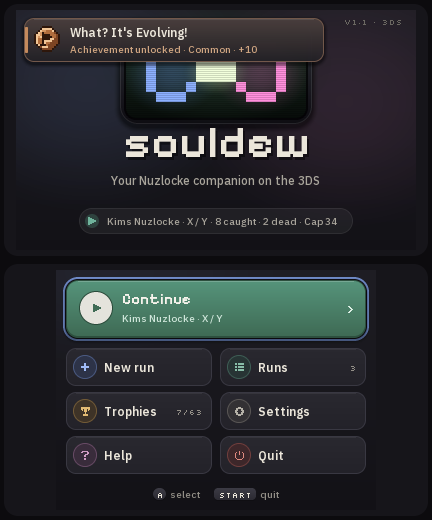 What? It's Evolving!
V1.1 · 3DS
Achievement unlocked · Common · +10
souldew
Your Nuzlocke companion on the 3DS
Kims Nuzlocke · X / Y · 8 caught · 2 dead · Cap 34
Continue
Kims Nuzlocke · X / Y
New run
Runs
3
Trophies
7/63
Settings
Help
Quit
A select START quit